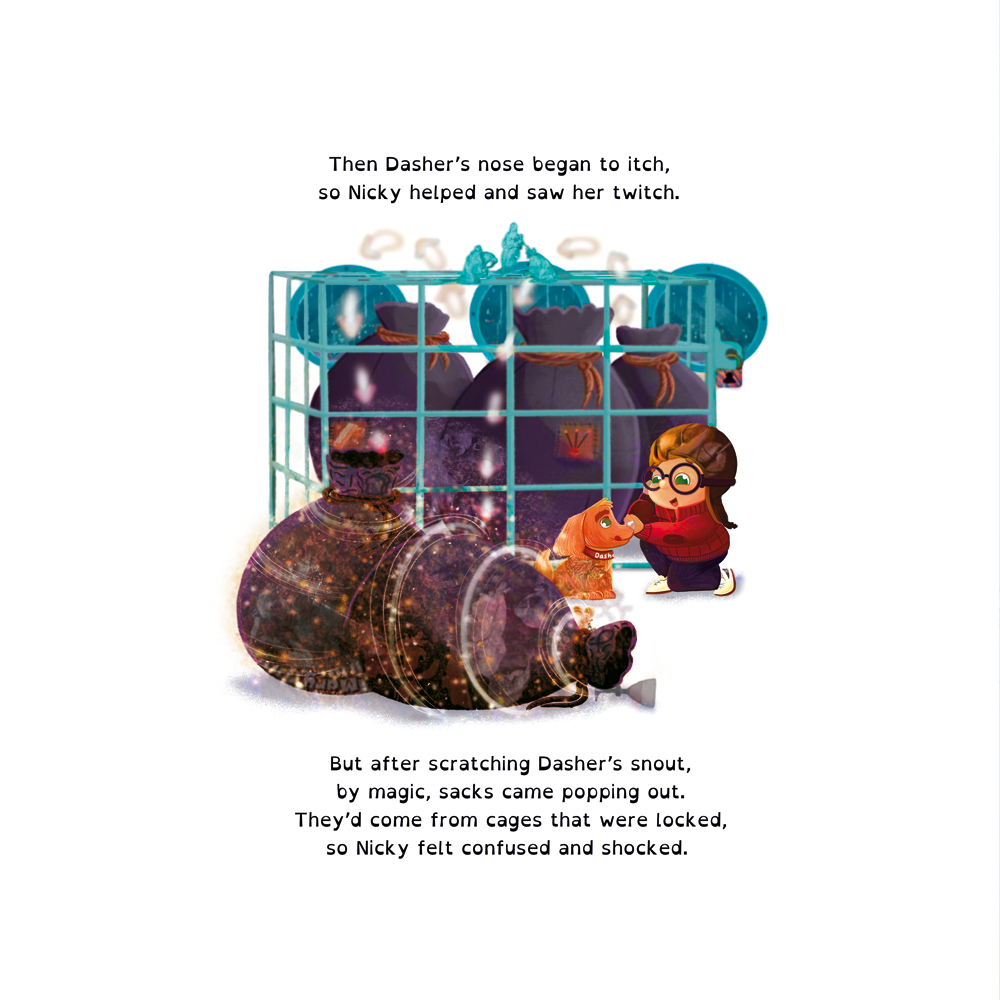 Then Dasher's nose began to itch,
so Nicky helped and saw her twitch.
Dash
But after scratching Dasher's snout,
by magic, sacks came popping out.
They'd come from cages that were locked,
so Nicky felt confused and shocked.